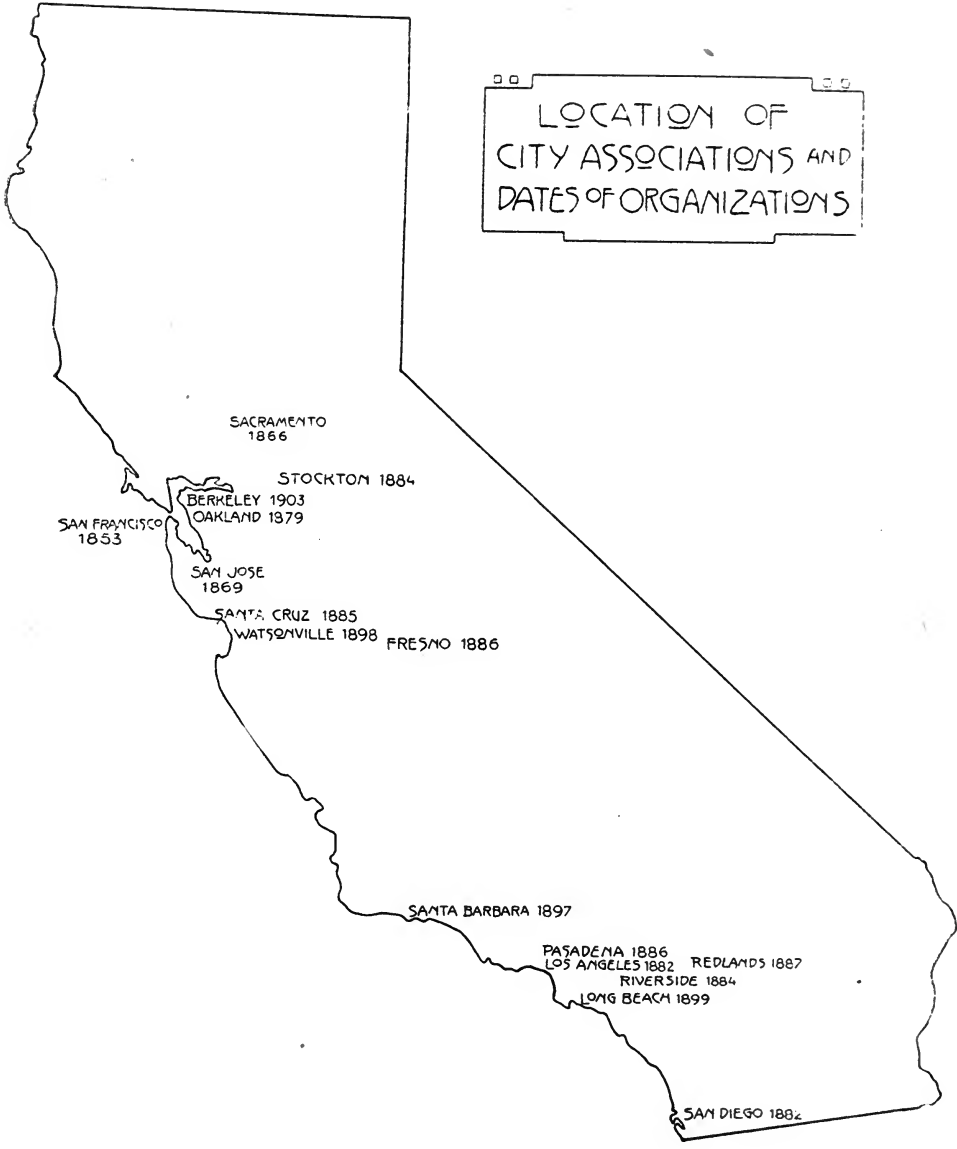 LOCATION OF
CITY ASSOCIATIONS AND
DATES OF ORGANIZATIONS
SACRAMENTO
1866
STOCKTON 1884
BERKELEY 1903
OAKLAND 1879
SAN FRANCISCO
1853
SAN JOSE
1869
SANTA CRUZ 1885
WATSONVILLE 1898
FRESNO 1886
SANTA BARBARA 1897
PASADENA 1886
LOS ANGELES 1882
REDLANDS 1887
RIVERSIDE 1884
LONG BEACH 1899
SAN DIEGO 1882